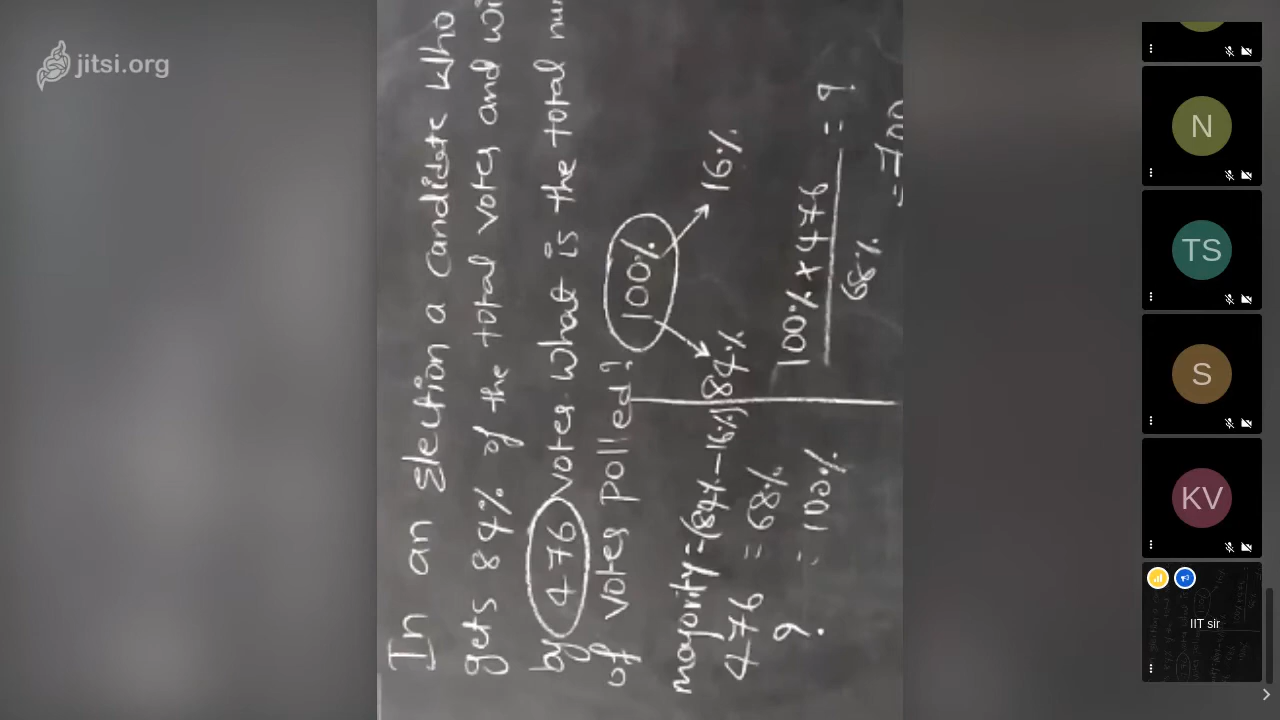 jitsi.org
In an Election a candidate who
gets 84% of the total votes and
by 476 votes. What is the total
of votes polled?
100%
84%
16%
majority = (84% - 16%)
476 = 68%
? = 100%
100% × 476
68%
= ?
= 700
N
TS
S
KV
IIT sir